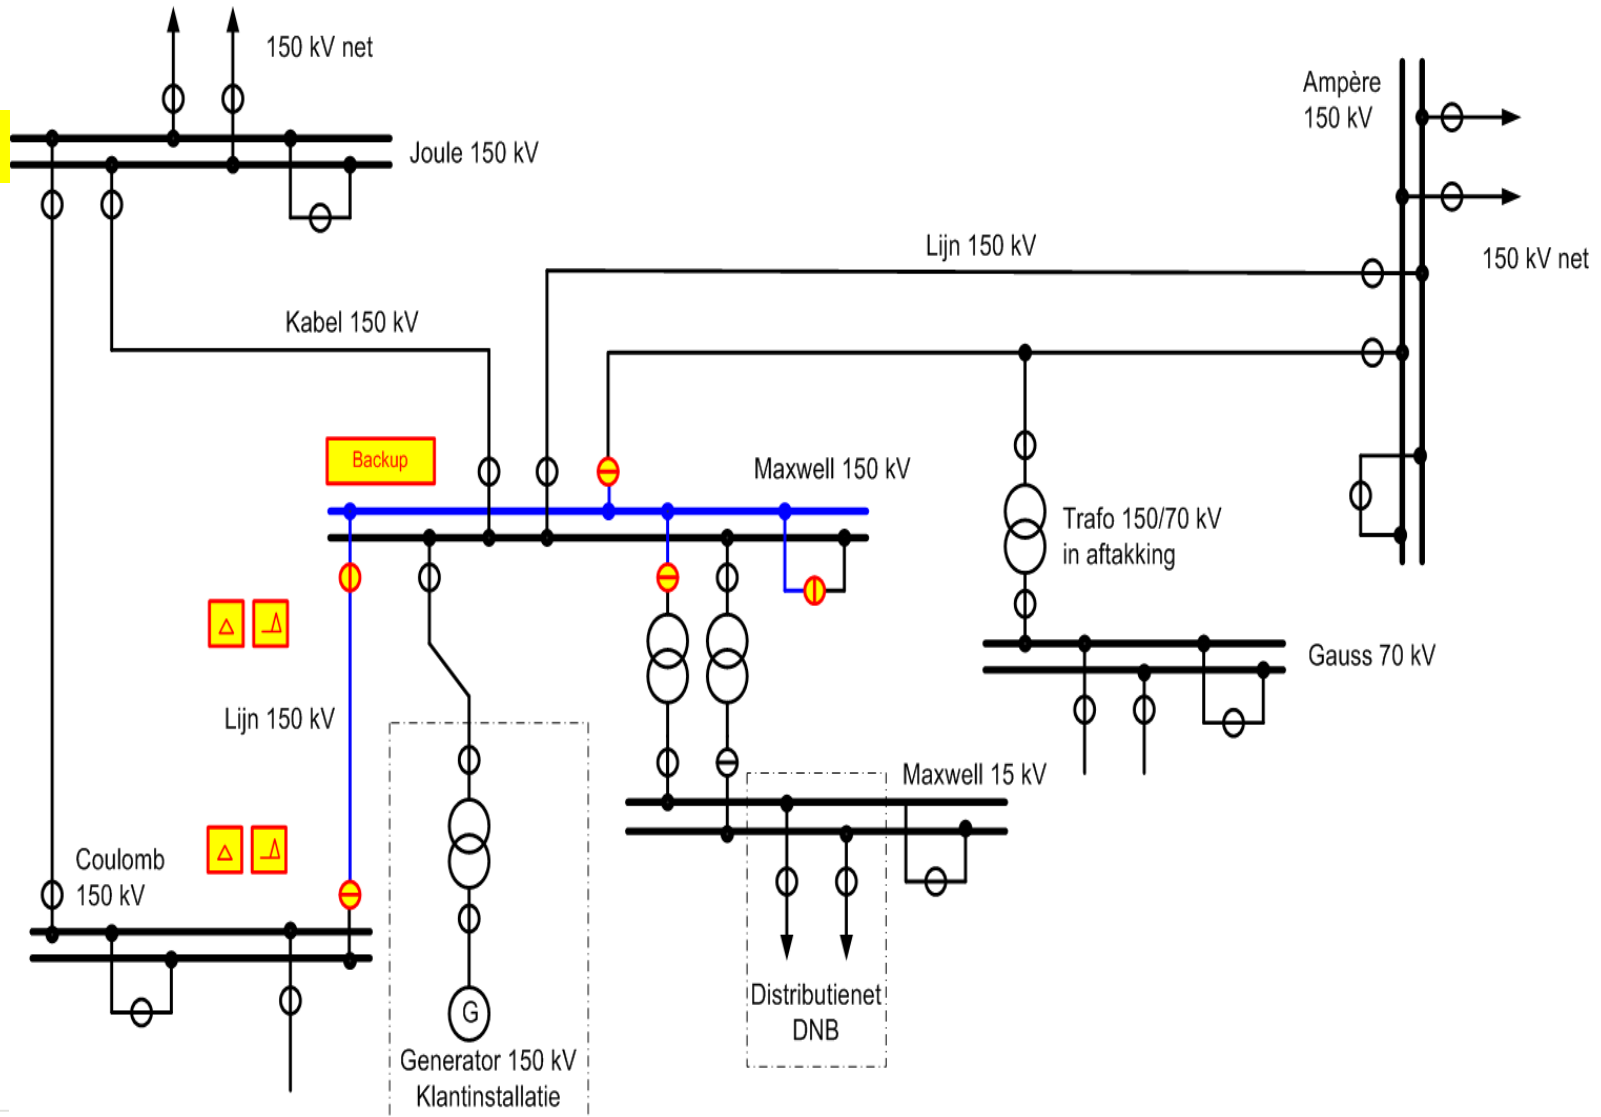 150 kV net
Ampère
150 kV
Joule 150 kV
Lijn 150 kV
150 kV net
Kabel 150 kV
Backup
Maxwell 150 kV
Trafo 150/70 kV
in aftakking
Gauss 70 kV
Lijn 150 kV
Maxwell 15 kV
Coulomb
150 kV
Distributienet
DNB
G
Generator 150 kV
Klantinstallatie